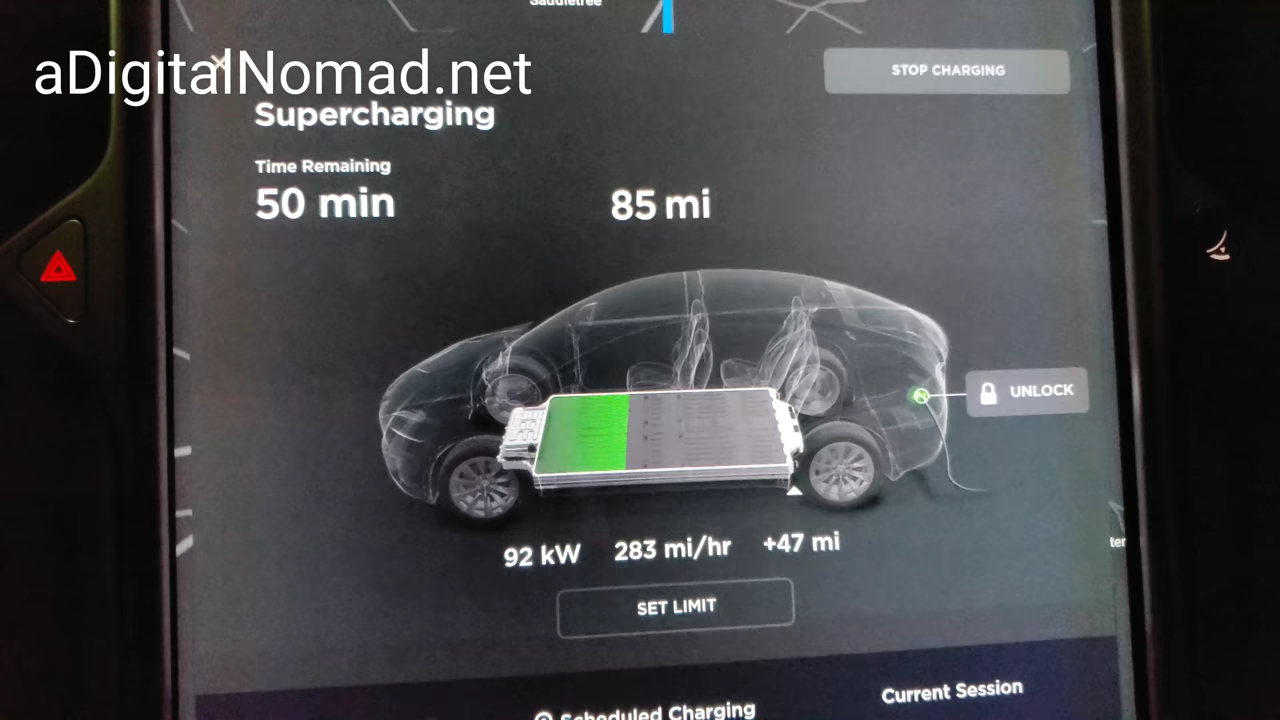 Saddletree
aDigitalNomad.net
STOP CHARGING
Supercharging
Time Remaining
50 min
85 mi
UNLOCK
92 kW 283 mi/hr +47 mi
SET LIMIT
Scheduled Charging
Current Session